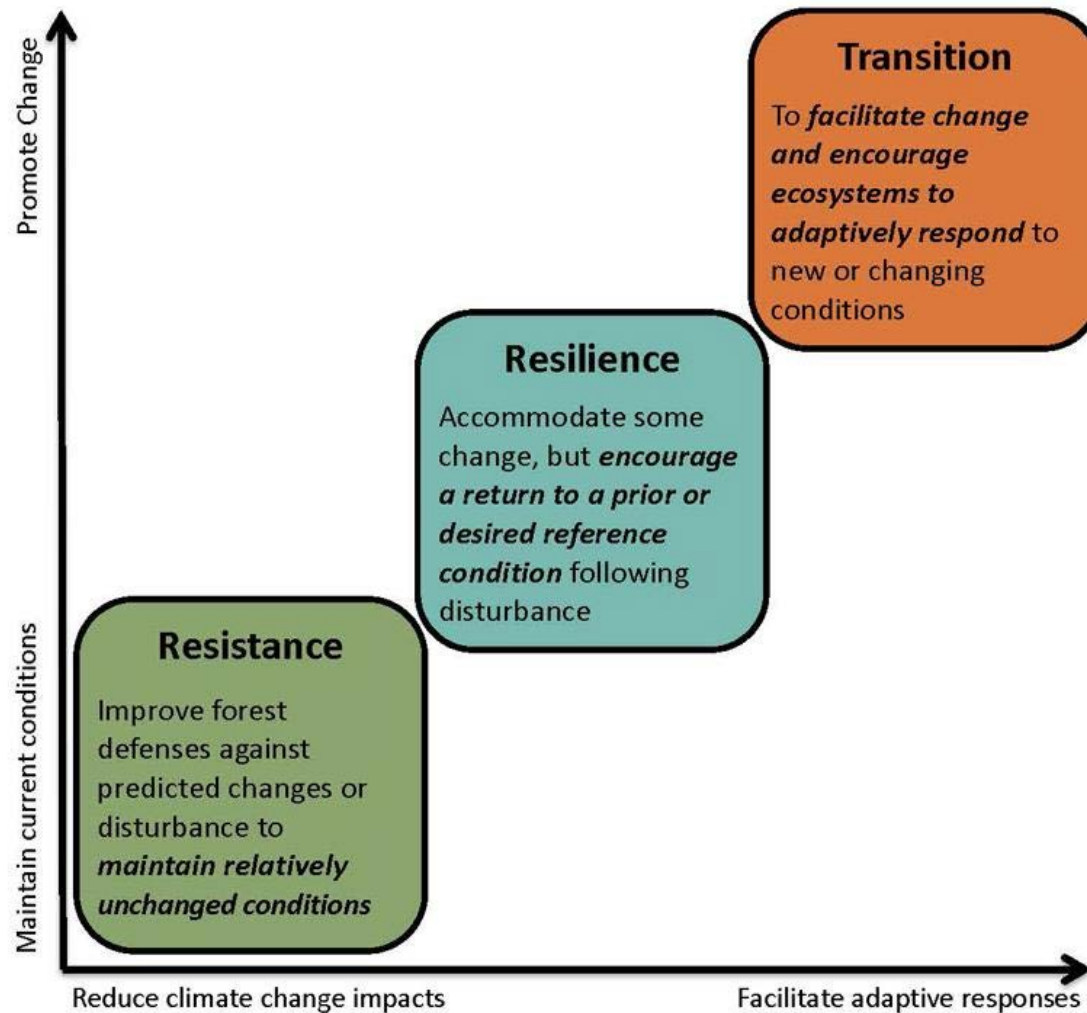 Promote Change
Maintain current conditions
Transition
To facilitate change
and encourage
ecosystems to
adaptively respond to
new or changing
conditions
Resilience
Accommodate some
change, but encourage
a return to a prior or
desired reference
condition following
disturbance
Resistance
Improve forest
defenses against
predicted changes or
disturbance to
maintain relatively
unchanged conditions
Reduce climate change impacts
Facilitate adaptive responses